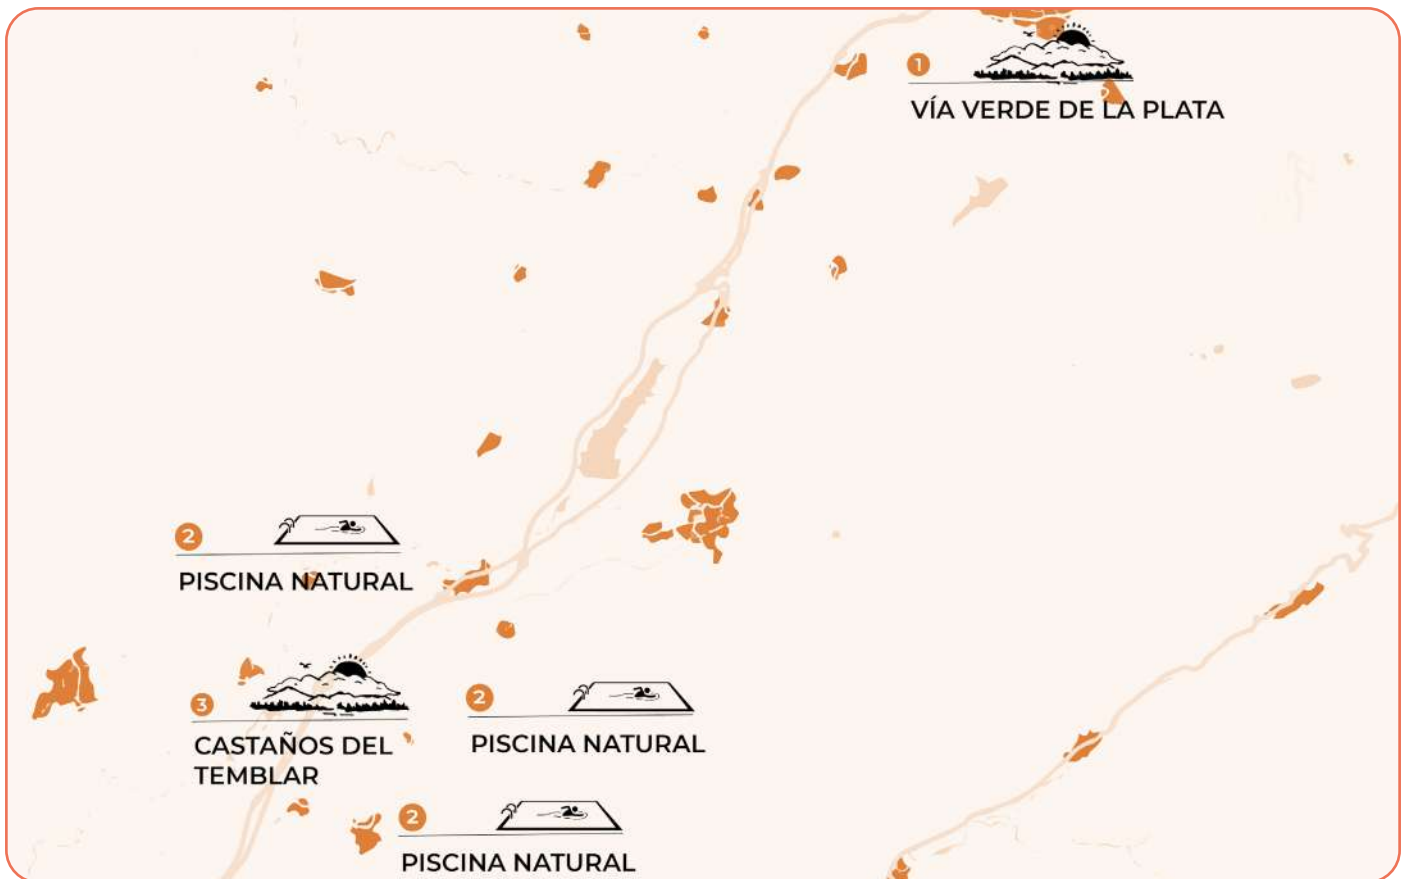 1
VÍA VERDE DE LA PLATA
2
PISCINA NATURAL
3
CASTAÑOS DEL
TEMBLAR
2
PISCINA NATURAL
2
PISCINA NATURAL